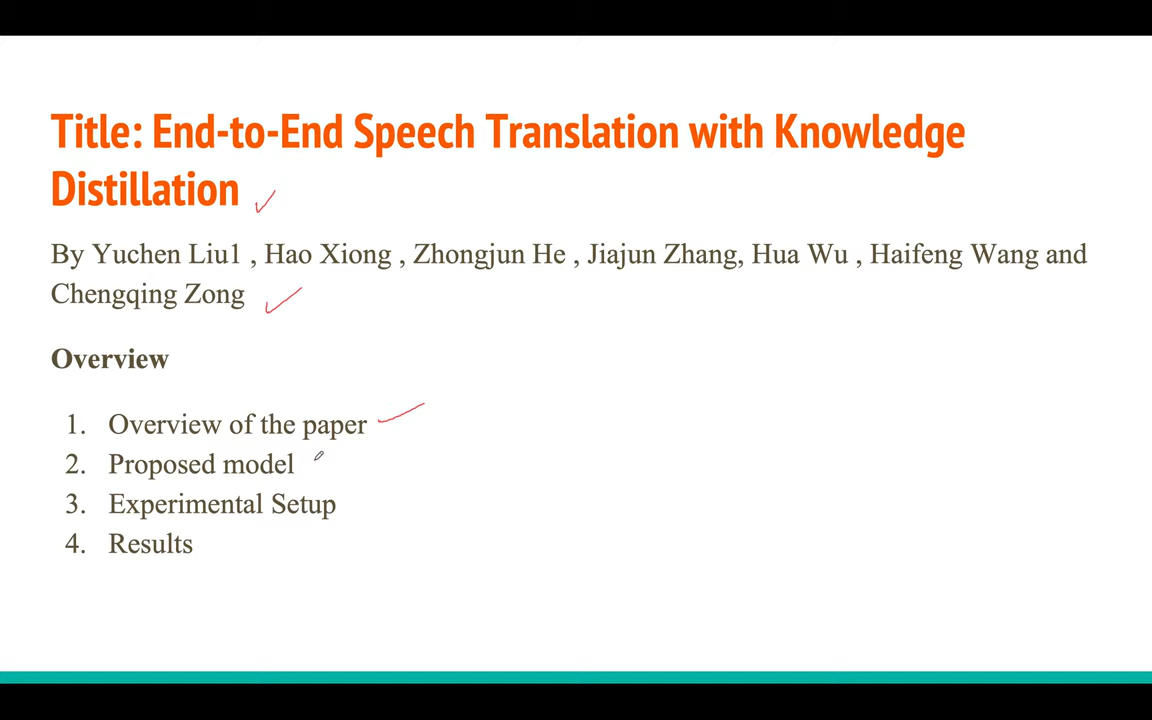 Title: End-to-End Speech Translation with Knowledge
Distillation
By Yuchen Liu1 , Hao Xiong , Zhongjun He , Jiajun Zhang, Hua Wu , Haifeng Wang and
Chengqing Zong
Overview
1. Overview of the paper
2. Proposed model
3. Experimental Setup
4. Results